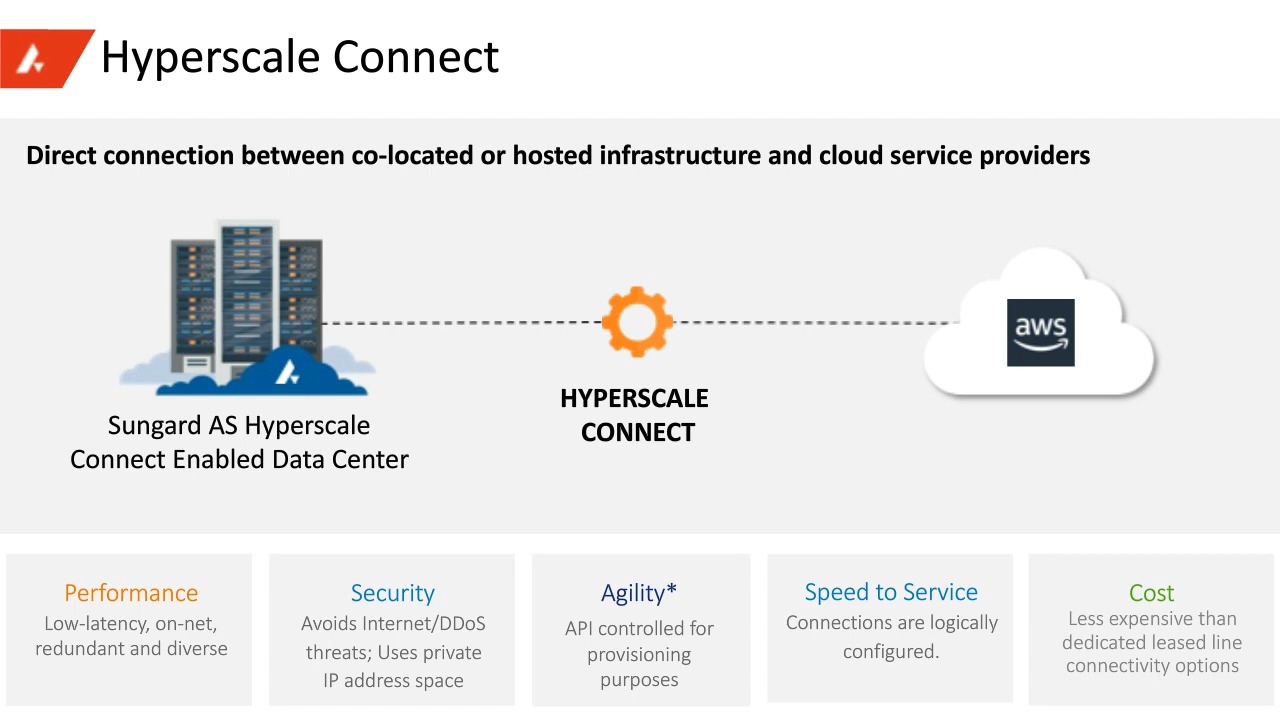 Hyperscale Connect
Direct connection between co-located or hosted infrastructure and cloud service providers
aws
HYPERSCALE
CONNECT
Sungard AS Hyperscale
Connect Enabled Data Center
Performance
Low-latency, on-net,
redundant and diverse
Security
Avoids Internet/DDoS
threats; Uses private
IP address space
Agility*
API controlled for
provisioning
purposes
Speed to Service
Connections are logically
configured.
Cost
Less expensive than
dedicated leased line
connectivity options